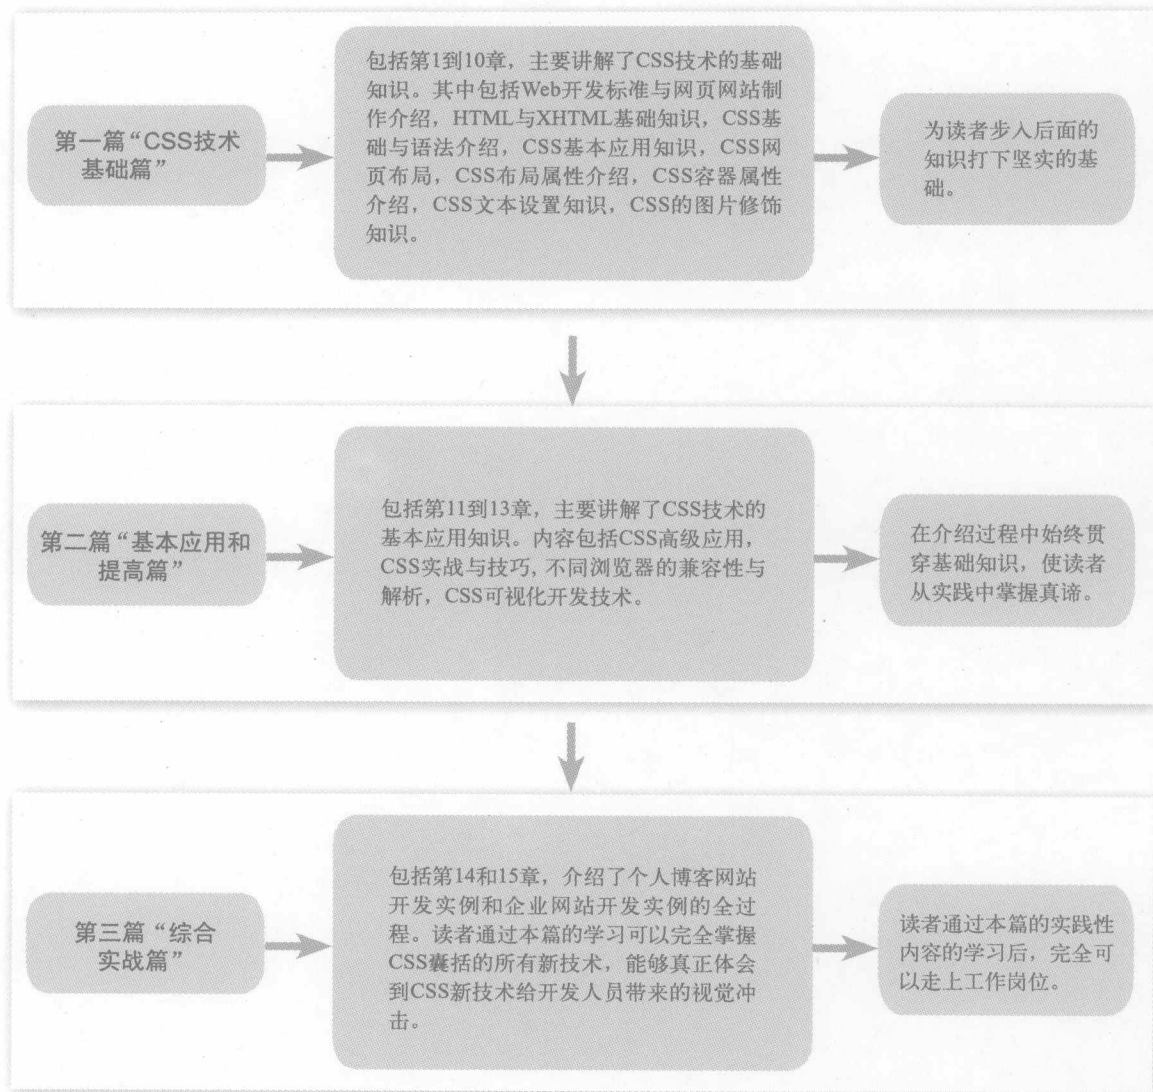 第一篇“CSS技术
基础篇”
包括第1到10章，主要讲解了CSS技术的基础
知识。其中包括Web开发标准与网页网站制
作介绍，HTML与XHTML基础知识，CSS基
础与语法介绍，CSS基本应用知识，CSS网
页布局，CSS布局属性介绍，CSS容器属性
介绍，CSS文本设置知识，CSS的图片修饰
知识。
为读者步入后面的
知识打下坚实的基
础。
第二篇“基本应用和
提高篇”
包括第11到13章，主要讲解了CSS技术的
基本应用知识。内容包括CSS高级应用，
CSS实战与技巧，不同浏览器的兼容性与
解析，CSS可视化开发技术。
在介绍过程中始终贯
穿基础知识，使读者
从实践中掌握真谛。
第三篇“综合
实战篇”
包括第14和15章，介绍了个人博客网站
开发实例和企业网站开发实例的全过
程。读者通过本篇的学习可以完全掌握
CSS囊括的所有新技术，能够真正体会
到CSS新技术给开发人员带来的视觉冲
击。
读者通过本篇的实践性
内容的学习后，完全可
以走上工作岗位。